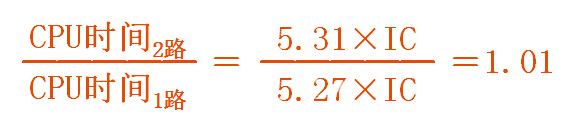 CPU时间2路 / CPU时间1路 = 5.31×IC / 5.27×IC =1.01